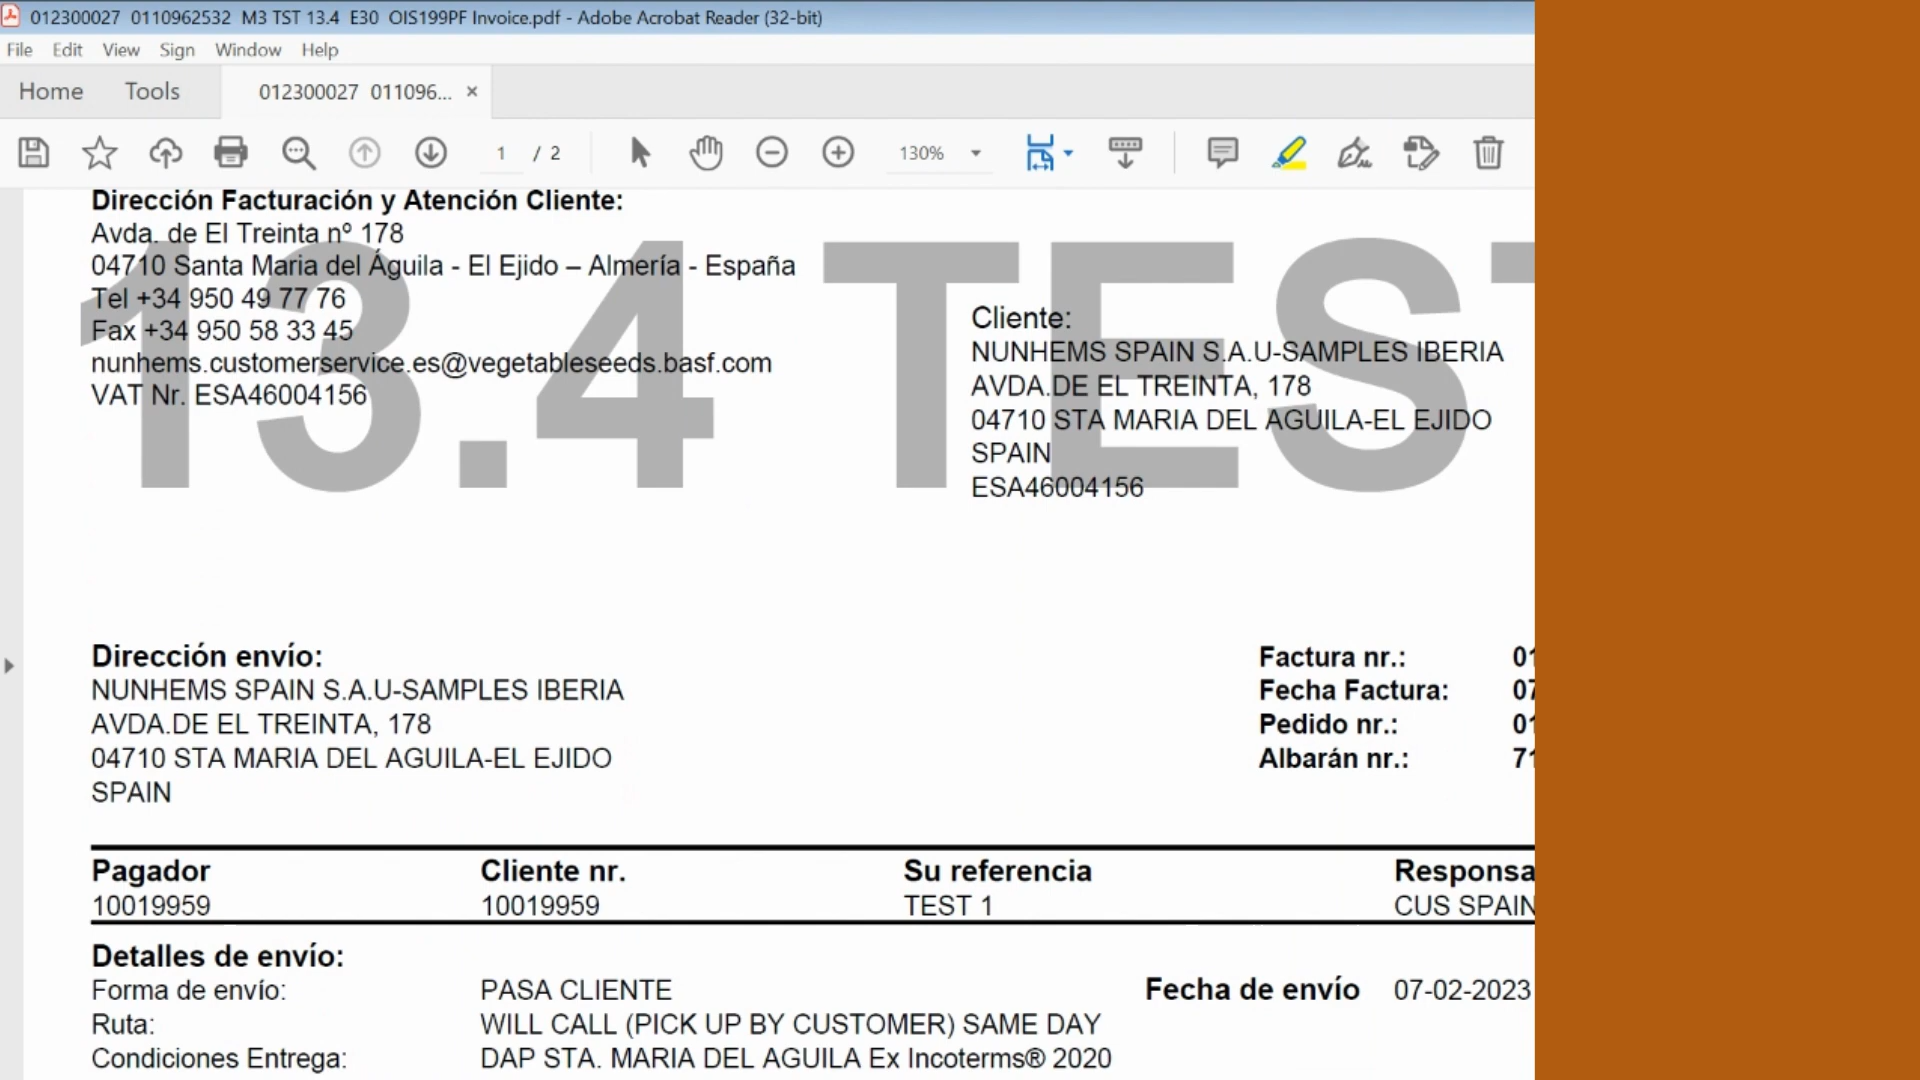 012300027 0110962532 M3 TST 13.4 E30 OIS199PF Invoice.pdf - Adobe Acrobat Reader (32-bit)
File Edit View Sign Window Help
Home Tools 012300027 011096... ×
1 / 2 130%
Dirección Facturación y Atención Cliente:
Avda. de El Treinta nº 178
04710 Santa Maria del Águila - El Ejido – Almería - España
Tel +34 950 49 77 76
Fax +34 950 58 33 45
nunhems.customerservice.es@vegetableseeds.basf.com
VAT Nr. ESA46004156
13.4 TEST
Cliente:
NUNHEMS SPAIN S.A.U-SAMPLES IBERIA
AVDA.DE EL TREINTA, 178
04710 STA MARIA DEL AGUILA-EL EJIDO
SPAIN
ESA46004156
Dirección envío:
NUNHEMS SPAIN S.A.U-SAMPLES IBERIA
AVDA.DE EL TREINTA, 178
04710 STA MARIA DEL AGUILA-EL EJIDO
SPAIN
Factura nr.: 01
Fecha Factura: 07
Pedido nr.: 01
Albarán nr.: 71
Pagador Cliente nr. Su referencia Responsa
10019959 10019959 TEST 1 CUS SPAIN
Detalles de envío:
Forma de envío: PASA CLIENTE Fecha de envío 07-02-2023
Ruta: WILL CALL (PICK UP BY CUSTOMER) SAME DAY
Condiciones Entrega: DAP STA. MARIA DEL AGUILA Ex Incoterms® 2020